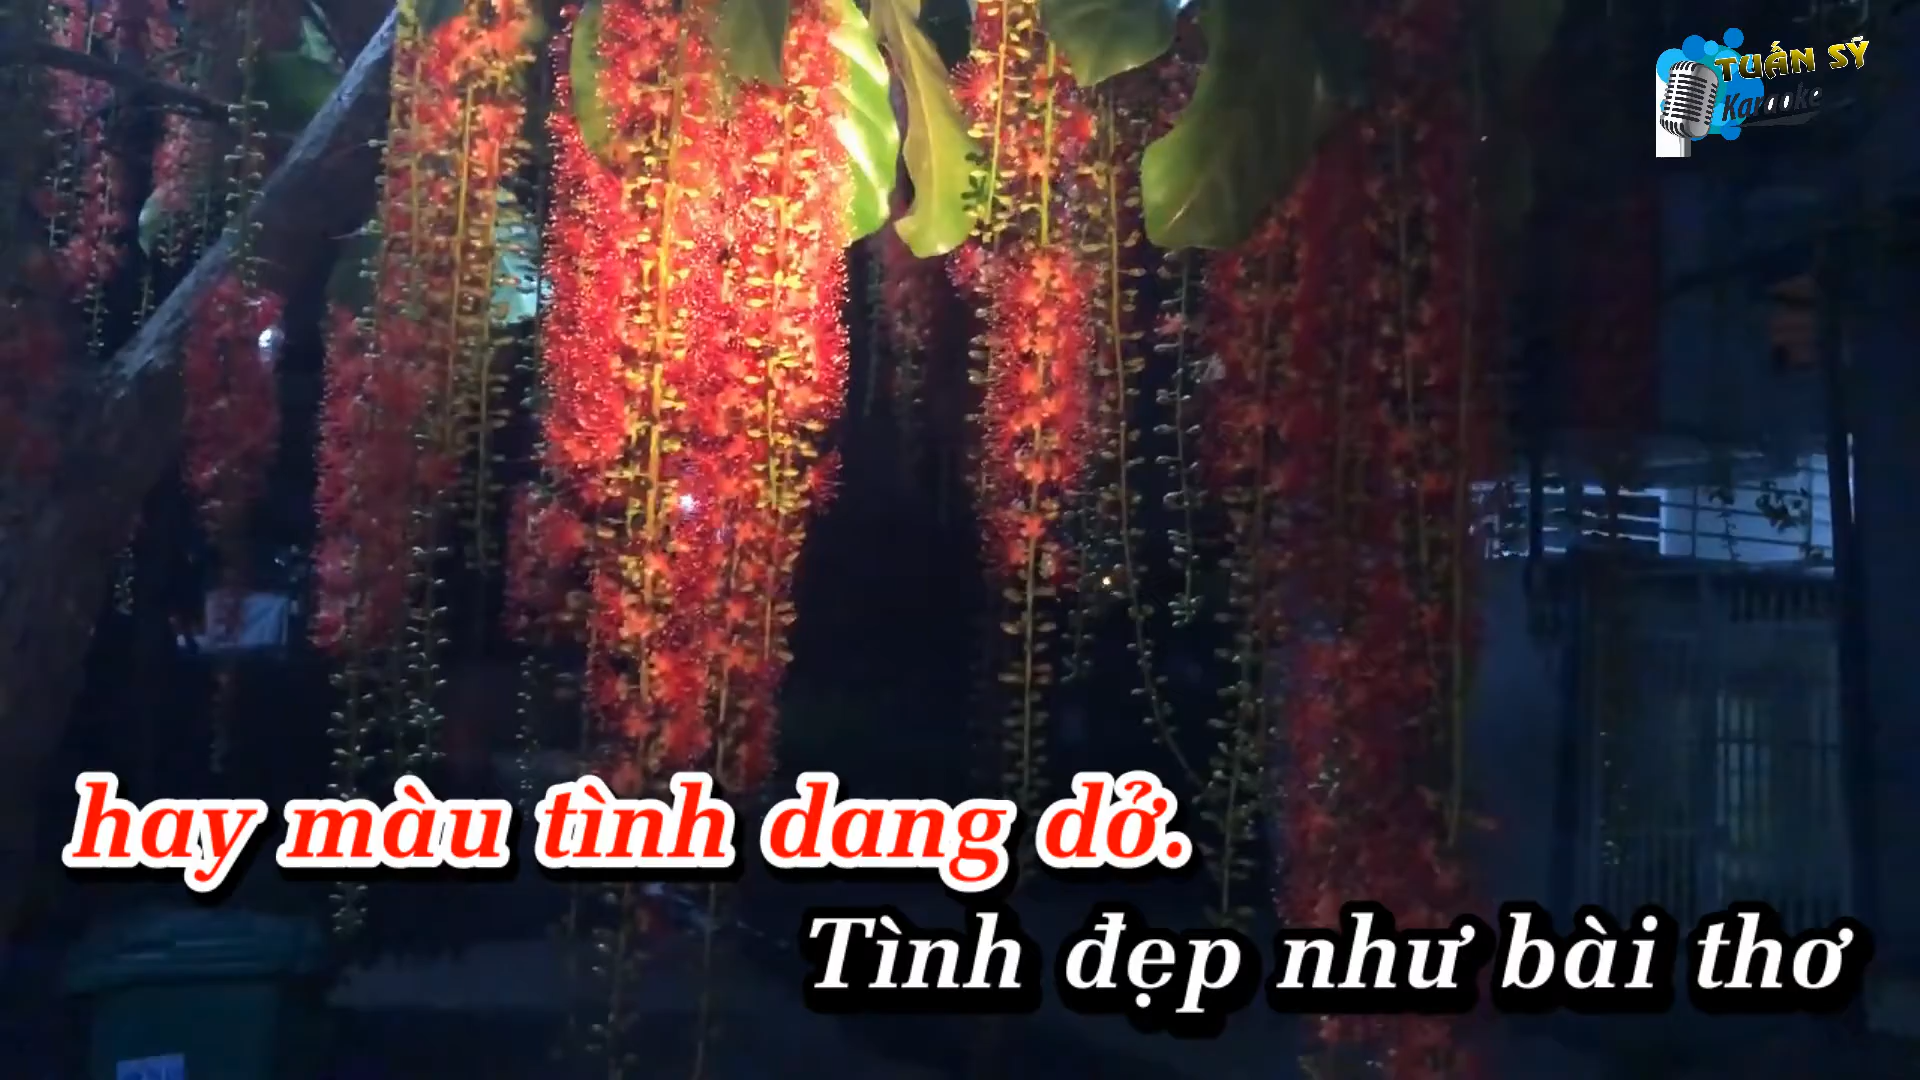 TUẤN SỸ
Karaoke
hay màu tình dang dở.
Tình đẹp như bài thơ